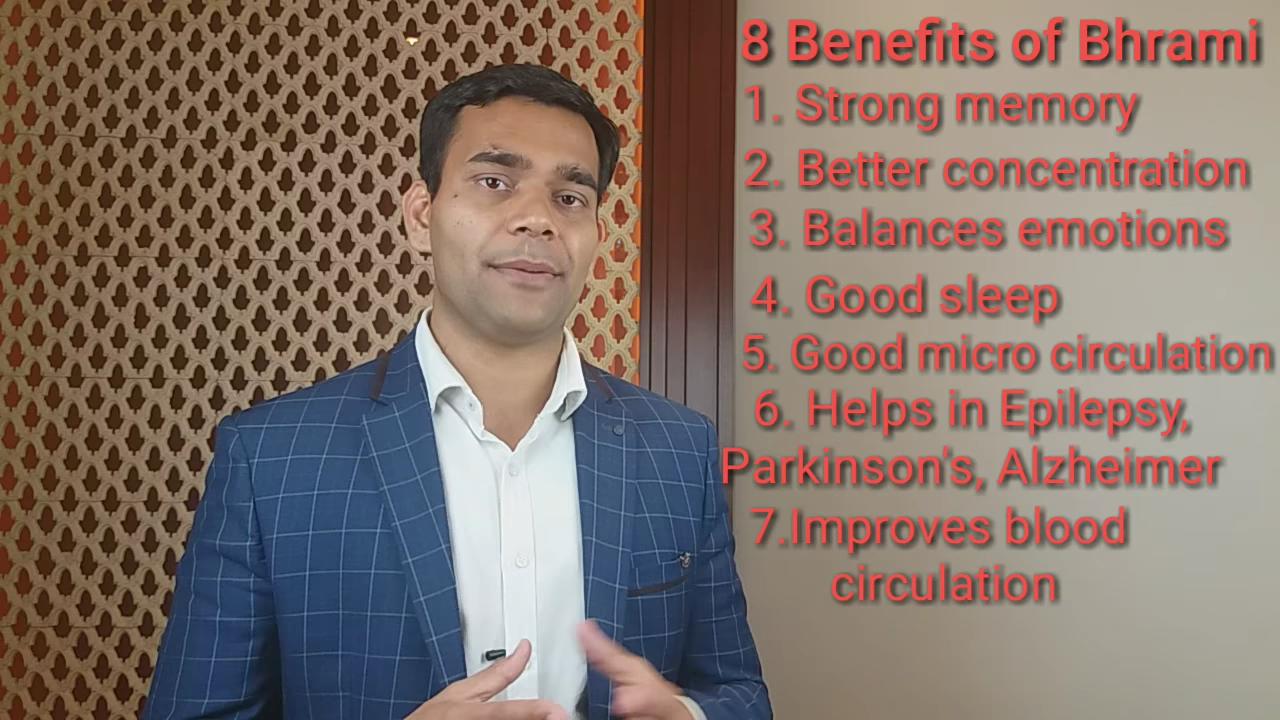 8 Benefits of Bhrami
1. Strong memory
2. Better concentration
3. Balances emotions
4. Good sleep
5. Good micro circulation
6. Helps in Epilepsy,
Parkinson's, Alzheimer
7.Improves blood
circulation